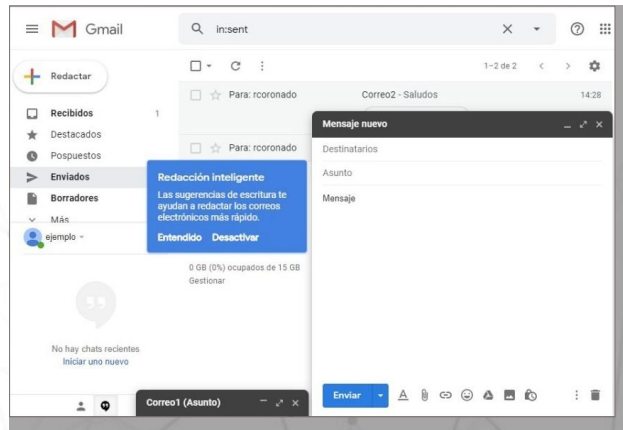 Gmail
in:sent
Redactar
1–2 de 2
Recibidos 1
Destacados
Pospuestos
Enviados
Borradores
Más
ejemplo
No hay chats recientes
Iniciar uno nuevo
Para: rcoronado Correo2 - Saludos 14:28
Para: rcoronado
Redacción inteligente
Las sugerencias de escritura te
ayudan a redactar los correos
electrónicos más rápido.
Entendido Desactivar
0 GB (0%) ocupados de 15 GB
Gestionar
Correo1 (Asunto)
Mensaje nuevo
Destinatarios
Asunto
Mensaje
Enviar